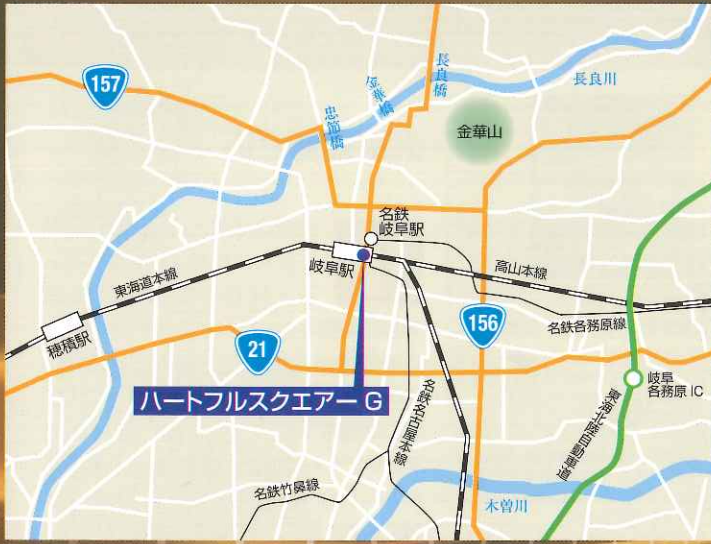 157
長良橋
金華橋
忠節橋
長良川
金華山
名鉄
岐阜駅
岐阜駅
東海道本線
高山本線
穂積駅
21
156
名鉄各務原線
ハートフルスクエアーG
岐阜
各務原IC
名鉄名古屋本線
東海北陸自動車道
名鉄竹鼻線
木曽川